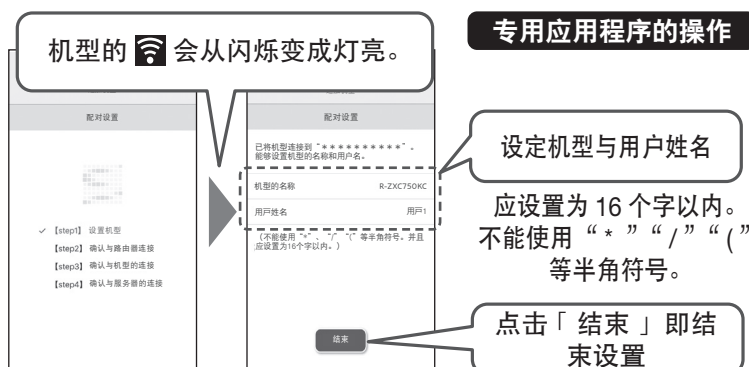 专用应用程序的操作
机型的 会从闪烁变成灯亮。
配对设置
✓ 【step1】 设置机型
【step2】 确认与路由器连接
【step3】 确认与机型的连接
【step4】 确认与服务器的连接
配对设置
已将机型连接到“**********”。
能够设置机型的名称和用户名。
机型的名称 R-ZXC750KC
用戸姓名 用戸1
(不能使用“*”、“/”“(”等半角符号。并且
应设置为16个字以内。)
结束
设定机型与用户姓名
应设置为 16 个字以内。
不能使用“*”“/”“(”
等半角符号。
点击「 结束 」即结
束设置